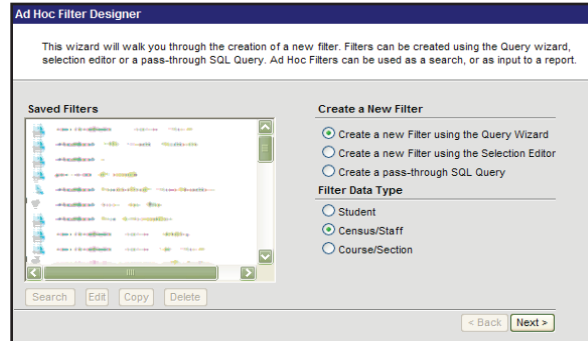 Ad Hoc Filter Designer
This wizard will walk you through the creation of a new filter. Filters can be created using the Query wizard,
selection editor or a pass-through SQL Query. Ad Hoc Filters can be used as a search, or as input to a report.
Saved Filters
Create a New Filter
Create a new Filter using the Query Wizard
Create a new Filter using the Selection Editor
Create a pass-through SQL Query
Filter Data Type
Student
Census/Staff
Course/Section
Search Edit Copy Delete
< Back Next >